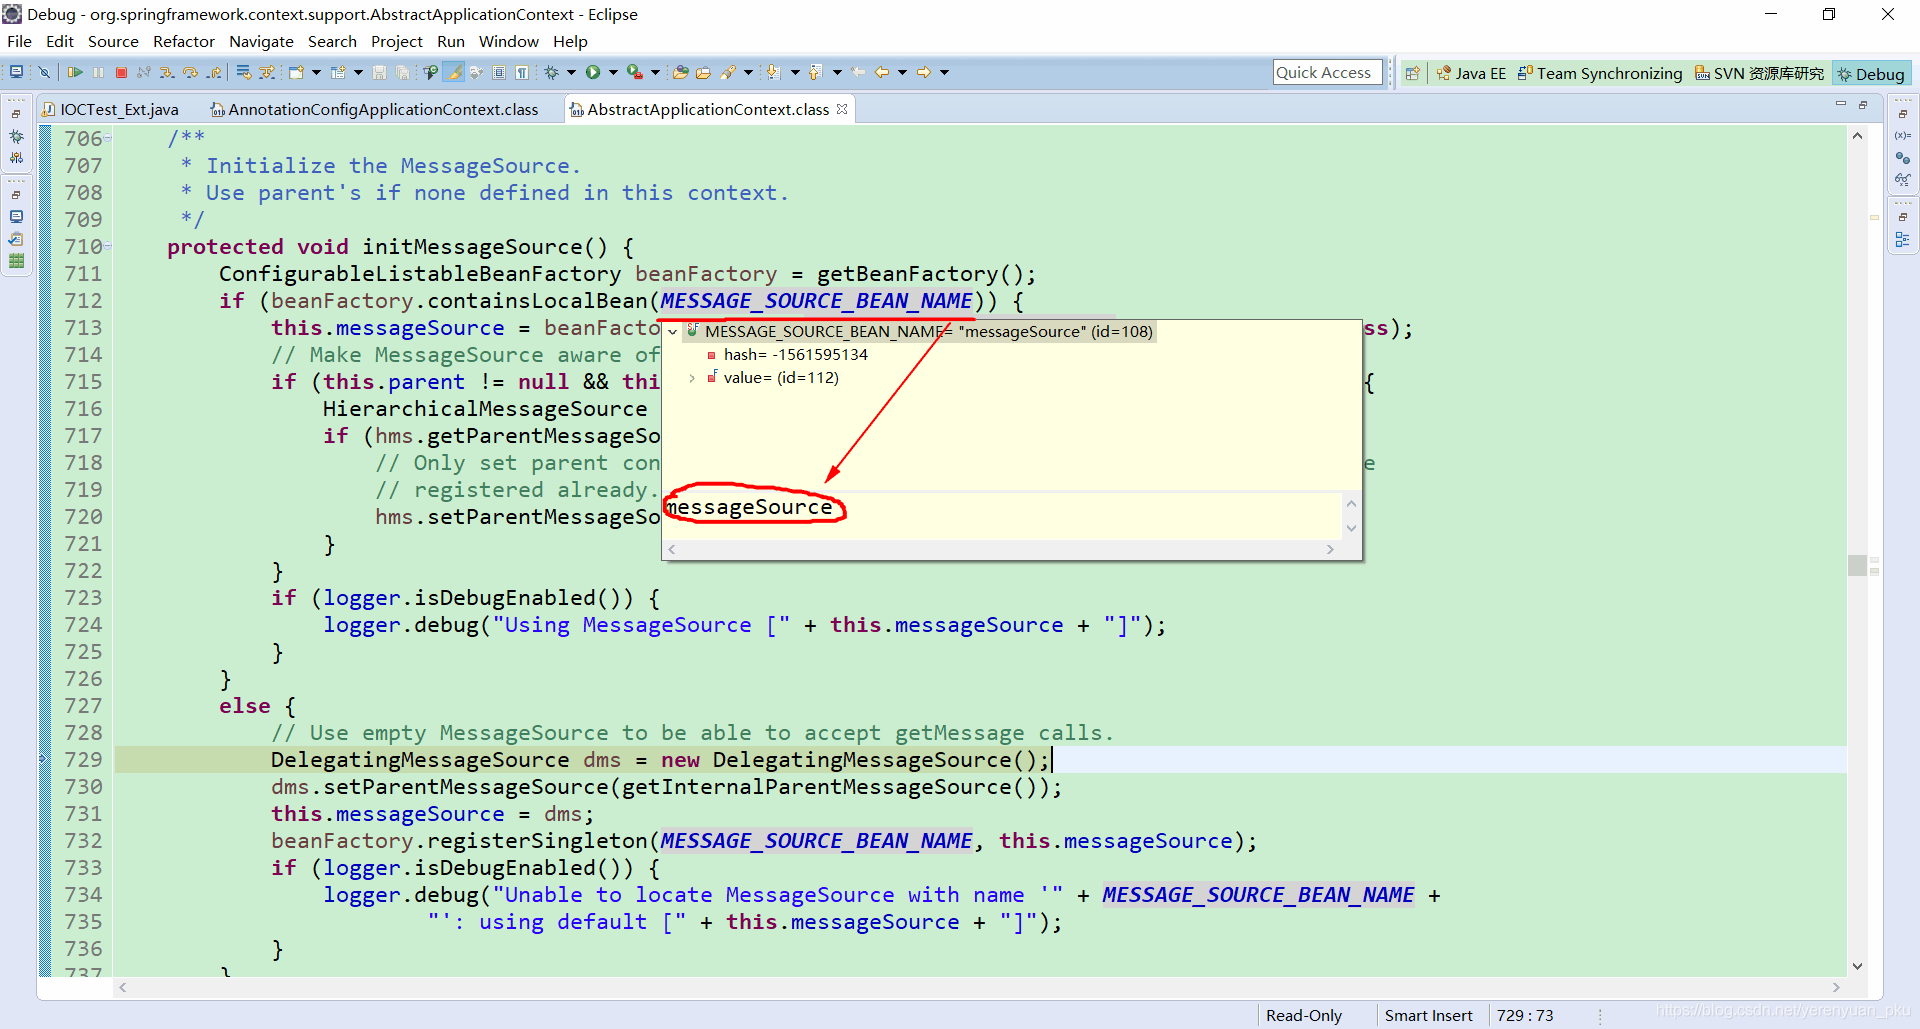 Debug - org.springframework.context.support.AbstractApplicationContext - Eclipse
File Edit Source Refactor Navigate Search Project Run Window Help
Quick Access
Java EE
Team Synchronizing
SVN 资源库研究
Debug
IOCTest_Ext.java
AnnotationConfigApplicationContext.class
AbstractApplicationContext.class
706 /**
707 * Initialize the MessageSource.
708 * Use parent's if none defined in this context.
709 */
710 protected void initMessageSource() {
711 ConfigurableListableBeanFactory beanFactory = getBeanFactory();
712 if (beanFactory.containsLocalBean(MESSAGE_SOURCE_BEAN_NAME)) {
713 this.messageSource = beanFacto ss);
714 // Make MessageSource aware of
715 if (this.parent != null && thi {
716 HierarchicalMessageSource
717 if (hms.getParentMessageSo
718 // Only set parent con e
719 // registered already.
720 hms.setParentMessageSo
721 }
722 }
723 if (logger.isDebugEnabled()) {
724 logger.debug("Using MessageSource [" + this.messageSource + "]");
725 }
726 }
727 else {
728 // Use empty MessageSource to be able to accept getMessage calls.
729 DelegatingMessageSource dms = new DelegatingMessageSource();
730 dms.setParentMessageSource(getInternalParentMessageSource());
731 this.messageSource = dms;
732 beanFactory.registerSingleton(MESSAGE_SOURCE_BEAN_NAME, this.messageSource);
733 if (logger.isDebugEnabled()) {
734 logger.debug("Unable to locate MessageSource with name '" + MESSAGE_SOURCE_BEAN_NAME +
735 "': using default [" + this.messageSource + "]");
736 }
737 }
MESSAGE_SOURCE_BEAN_NAME= "messageSource" (id=108)
hash= -1561595134
value= (id=112)
messageSource
Read-Only
Smart Insert
729 : 73
https://blog.csdn.net/yerenyuan_pku